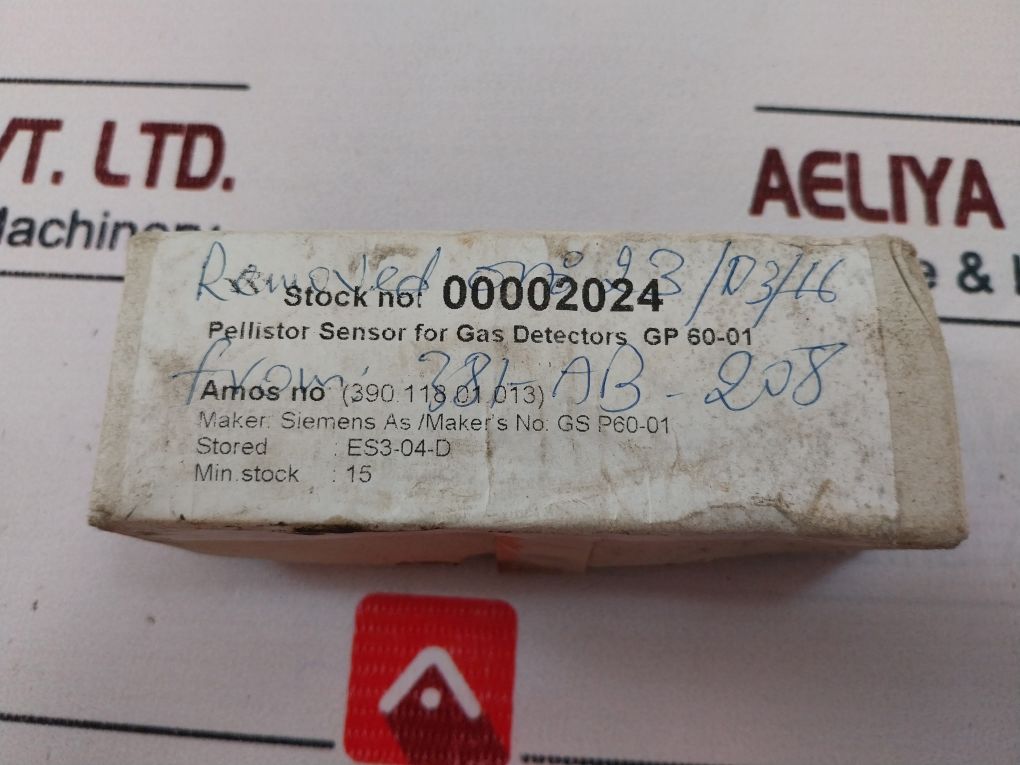 VT. LTD.
Machinery
AELIYA
e &
Removed on: 23/03/16
Stock no: 00002024
Pellistor Sensor for Gas Detectors GP 60-01
from: 381-AB-208
Amos no (390.118.01.013)
Maker: Siemens As /Maker's No: GS P60-01
Stored : ES3-04-D
Min.stock : 15